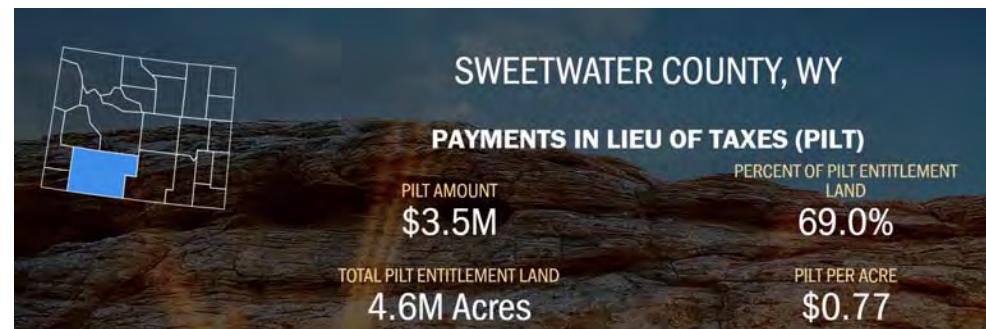 SWEETWATER COUNTY, WY
PAYMENTS IN LIEU OF TAXES (PILT)
PILT AMOUNT
$3.5M
PERCENT OF PILT ENTITLEMENT
LAND
69.0%
TOTAL PILT ENTITLEMENT LAND
4.6M Acres
PILT PER ACRE
$0.77